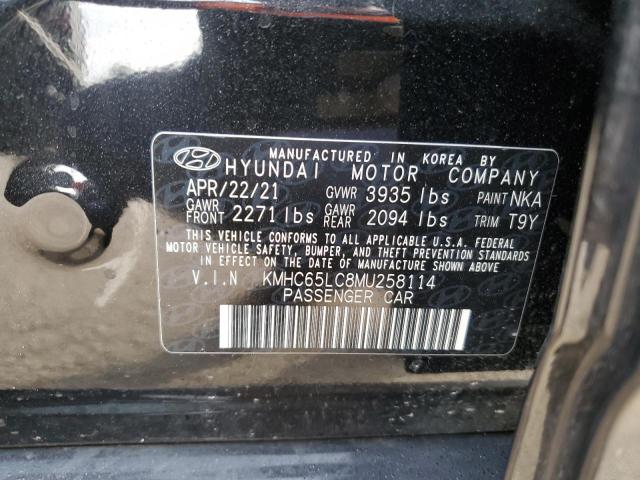 MANUFACTURED IN KOREA BY
HYUNDAI MOTOR COMPANY
APR/22/21 GVWR 3935 lbs PAINT NKA
GAWR FRONT 2271 lbs GAWR REAR 2094 lbs TRIM T9Y
THIS VEHICLE CONFORMS TO ALL APPLICABLE U.S.A. FEDERAL
MOTOR VEHICLE SAFETY, BUMPER, AND THEFT PREVENTION STANDARDS
IN EFFECT ON THE DATE OF MANUFACTURE SHOWN ABOVE.
V.I.N KMHC65LC8MU258114
PASSENGER CAR